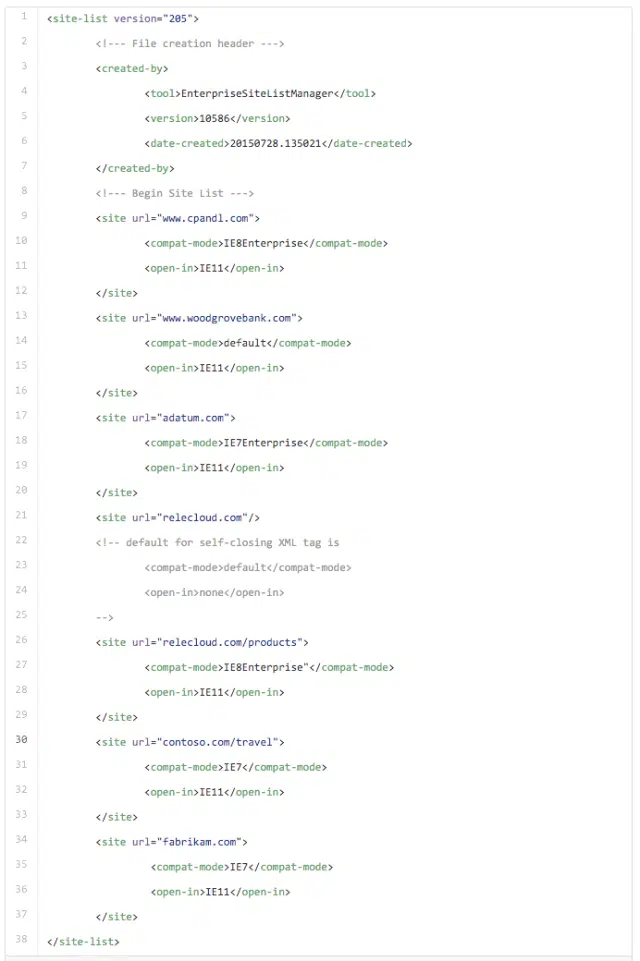 1 <site-list version="205">
2 <!--- File creation header --->
3 <created-by>
4 <tool>EnterpriseSiteListManager</tool>
5 <version>10586</version>
6 <date-created>20150728.135021</date-created>
7 </created-by>
8 <!--- Begin Site List --->
9 <site url="www.cpandl.com">
10 <compat-mode>IE8Enterprise</compat-mode>
11 <open-in>IE11</open-in>
12 </site>
13 <site url="www.woodgrovebank.com">
14 <compat-mode>default</compat-mode>
15 <open-in>IE11</open-in>
16 </site>
17 <site url="adatum.com">
18 <compat-mode>IE7Enterprise</compat-mode>
19 <open-in>IE11</open-in>
20 </site>
21 <site url="relecloud.com"/>
22 <!-- default for self-closing XML tag is
23 <compat-mode>default</compat-mode>
24 <open-in>none</open-in>
25 -->
26 <site url="relecloud.com/products">
27 <compat-mode>IE8Enterprise"</compat-mode>
28 <open-in>IE11</open-in>
29 </site>
30 <site url="contoso.com/travel">
31 <compat-mode>IE7</compat-mode>
32 <open-in>IE11</open-in>
33 </site>
34 <site url="fabrikam.com">
35 <compat-mode>IE7</compat-mode>
36 <open-in>IE11</open-in>
37 </site>
38 </site-list>